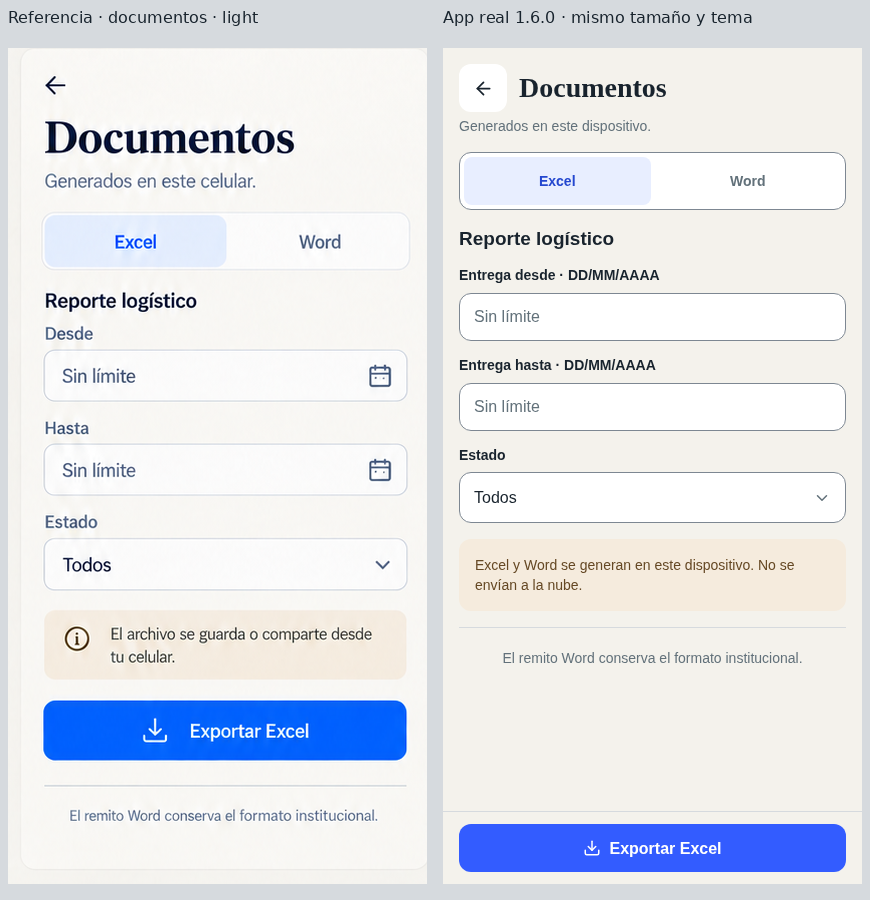 Referencia · documentos · light
Documentos
Generados en este celular.
Excel
Word
Reporte logístico
Desde
Sin límite
Hasta
Sin límite
Estado
Todos
El archivo se guarda o comparte desde
tu celular.
Exportar Excel
El remito Word conserva el formato institucional.
App real 1.6.0 · mismo tamaño y tema
Documentos
Generados en este dispositivo.
Excel
Word
Reporte logístico
Entrega desde · DD/MM/AAAA
Sin límite
Entrega hasta · DD/MM/AAAA
Sin límite
Estado
Todos
Excel y Word se generan en este dispositivo. No se
envían a la nube.
El remito Word conserva el formato institucional.
Exportar Excel